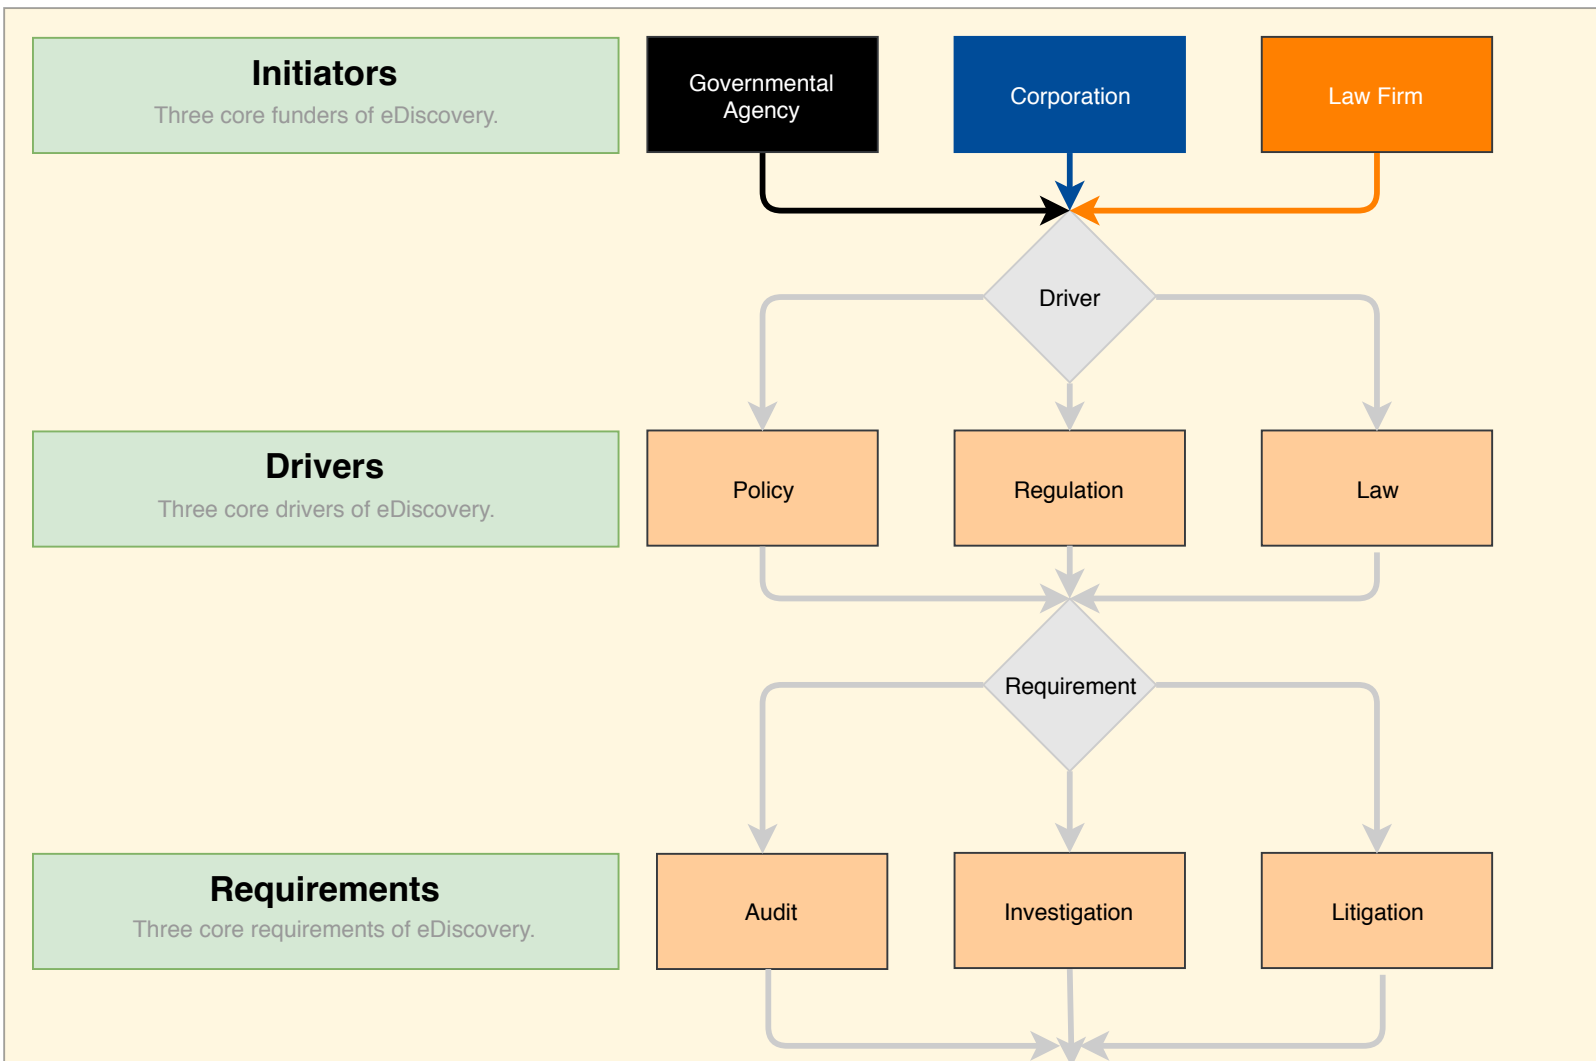 Initiators
Three core funders of eDiscovery.
Governmental
Agency
Corporation
Law Firm
Driver
Drivers
Three core drivers of eDiscovery.
Policy
Regulation
Law
Requirement
Requirements
Three core requirements of eDiscovery.
Audit
Investigation
Litigation